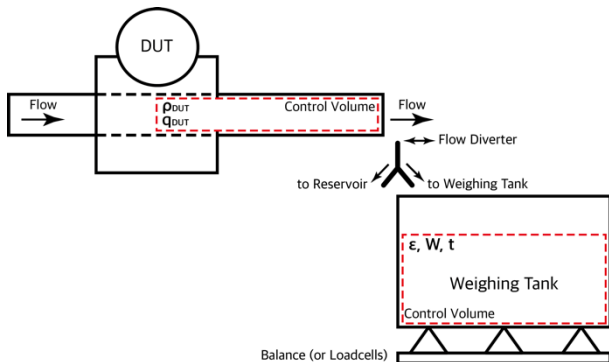 DUT
Flow
ρDUT
qDUT
Control Volume
Flow
Flow Diverter
to Reservoir
to Weighing Tank
ε, W, t
Weighing Tank
Control Volume
Balance (or Loadcells)